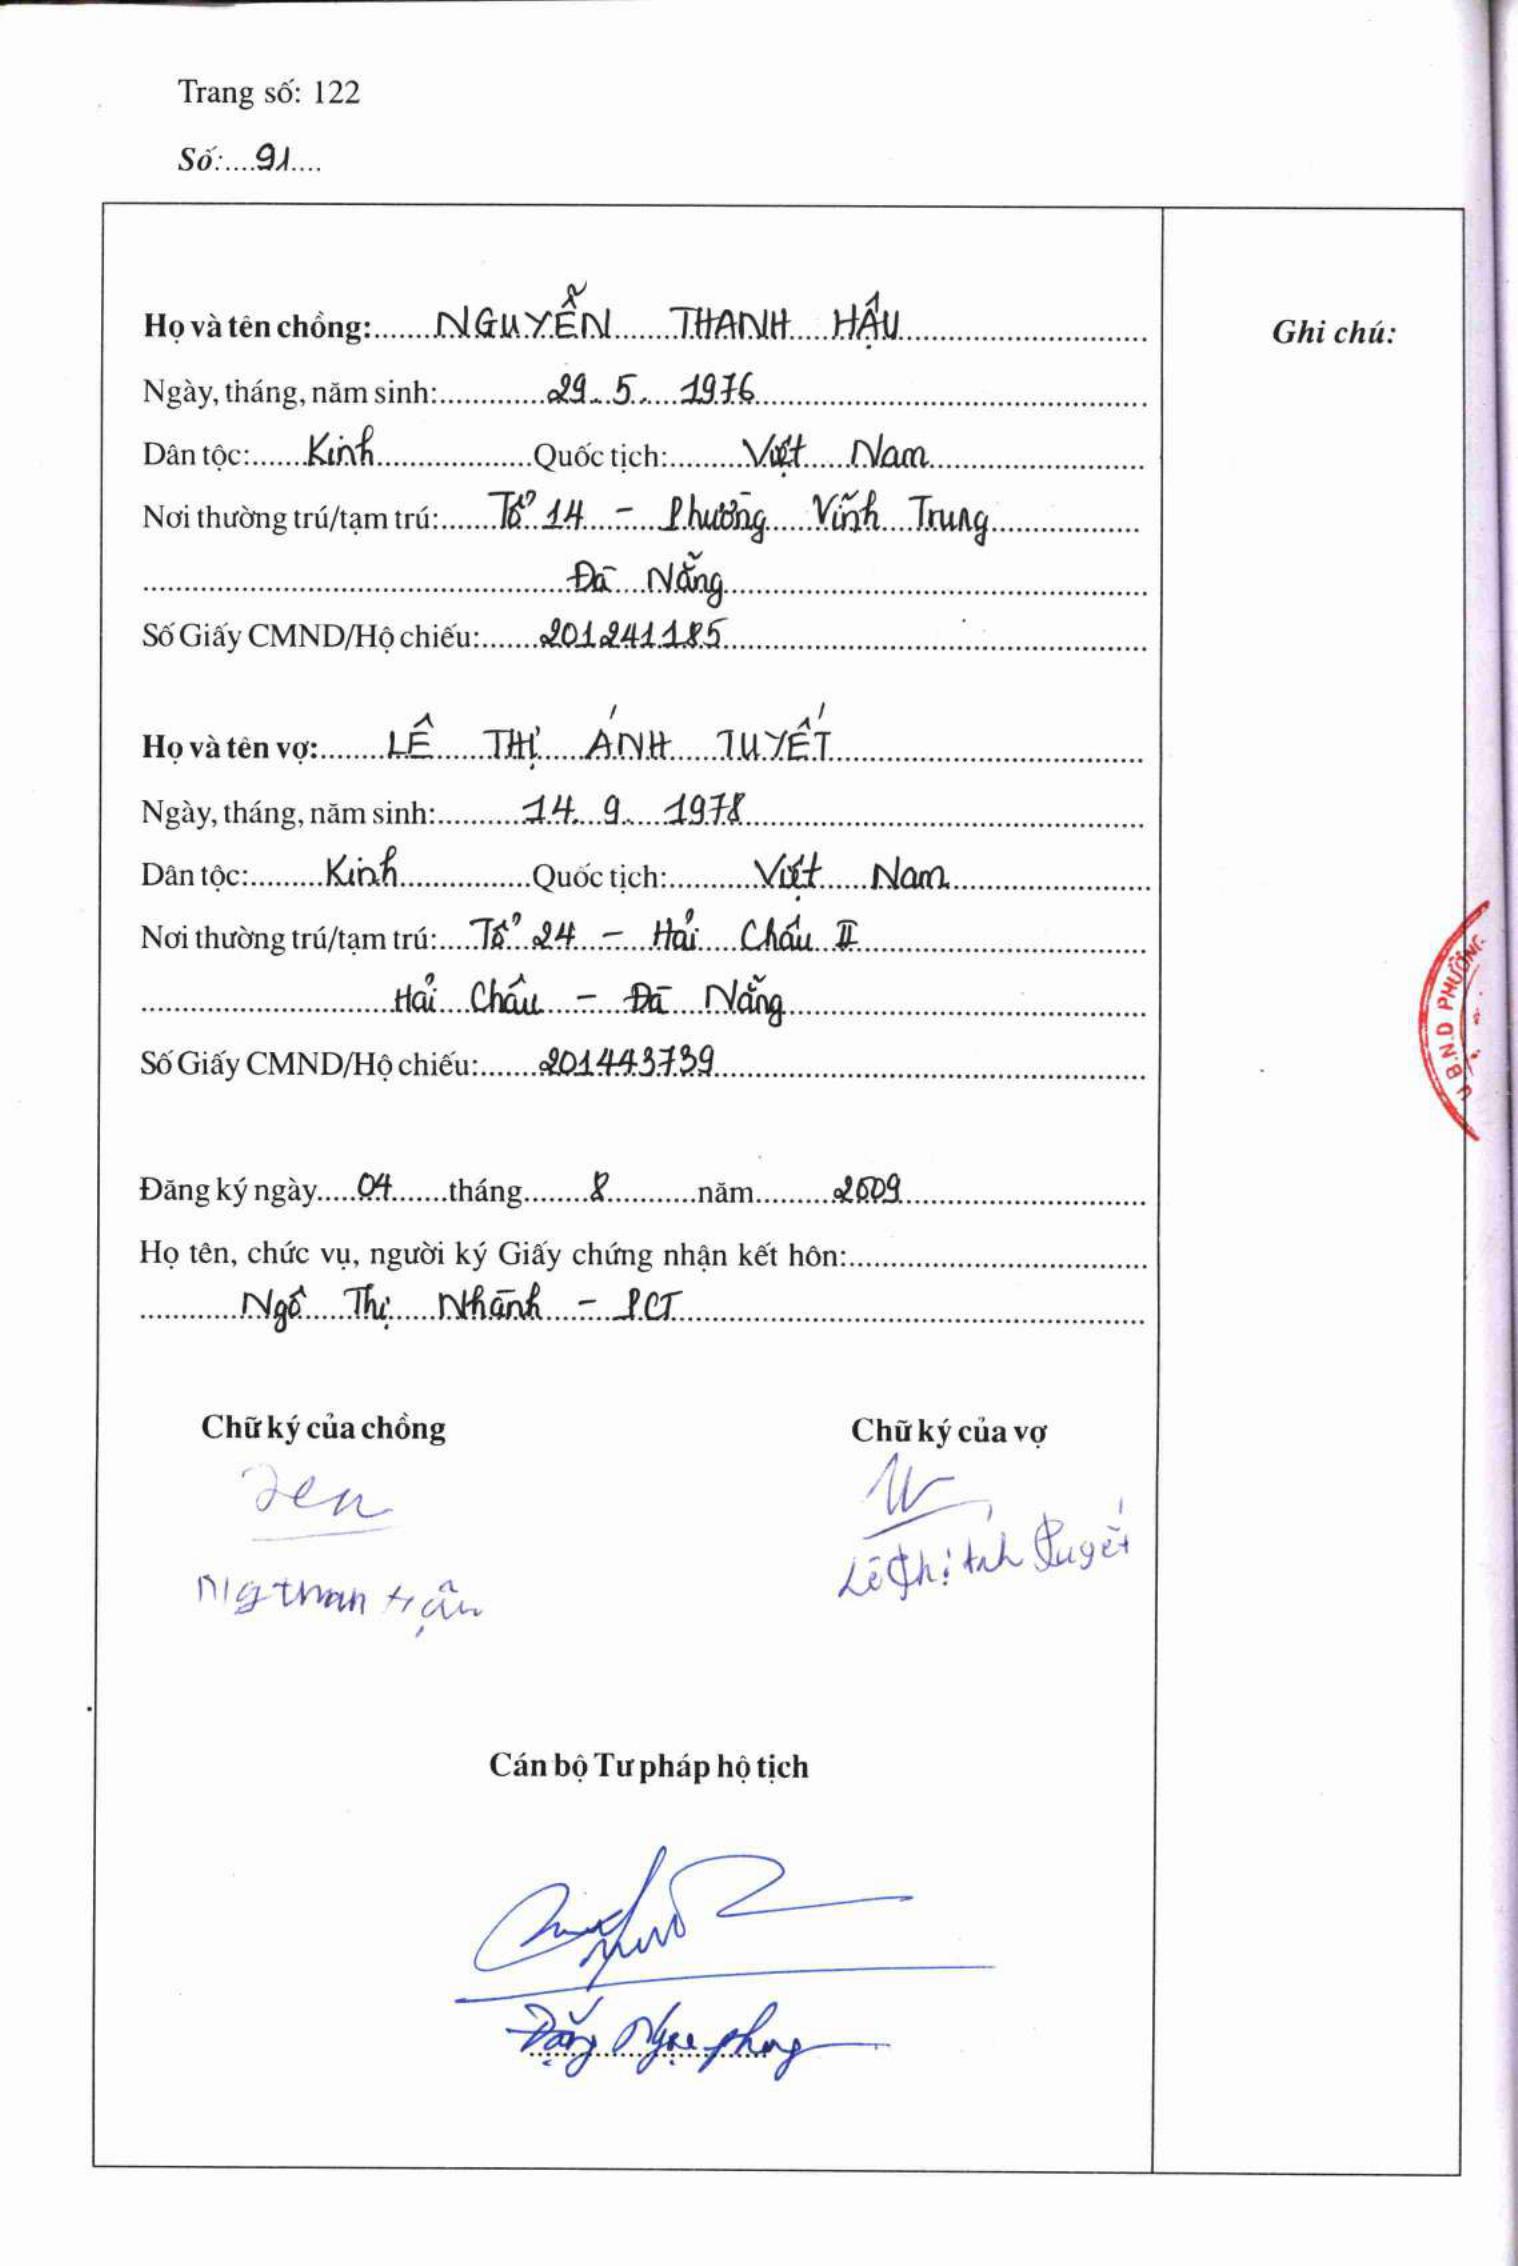 Trang số: 122
Số:....91....
Họ và tên chồng:.......NGUYỄN.......THANH....HẬU
Ghi chú:
Ngày, tháng, năm sinh:............29..5......1976
Dân tộc:......Kinh..................Quốc tịch:.........Việt.....Nam
Nơi thường trú/tạm trú:......Tổ 14....–....Phường....Vĩnh...Trung
Đà....Nẵng
Số Giấy CMND/Hộ chiếu:.......201241185
Họ và tên vợ:........LÊ......THỊ.....ÁNH.....TUYẾT
Ngày, tháng, năm sinh:..........14...9.....1978
Dân tộc:.........Kinh...............Quốc tịch:..........Việt......Nam
Nơi thường trú/tạm trú:....Tổ 24...–...Hải....Châu..II
Hải....Châu...–...Đà....Nẵng
Số Giấy CMND/Hộ chiếu:.......201443739
Đăng ký ngày.....04.......tháng........8...........năm.........2009
Họ tên, chức vụ, người ký Giấy chứng nhận kết hôn:
Ngô....Thị.....Nhành....–....PCT
Chữ ký của chồng
Chữ ký của vợ
Lê Thị Ánh Tuyết
Cán bộ Tư pháp hộ tịch
Đặng Ngọc Phong
U.B.N.D PHƯỜNG